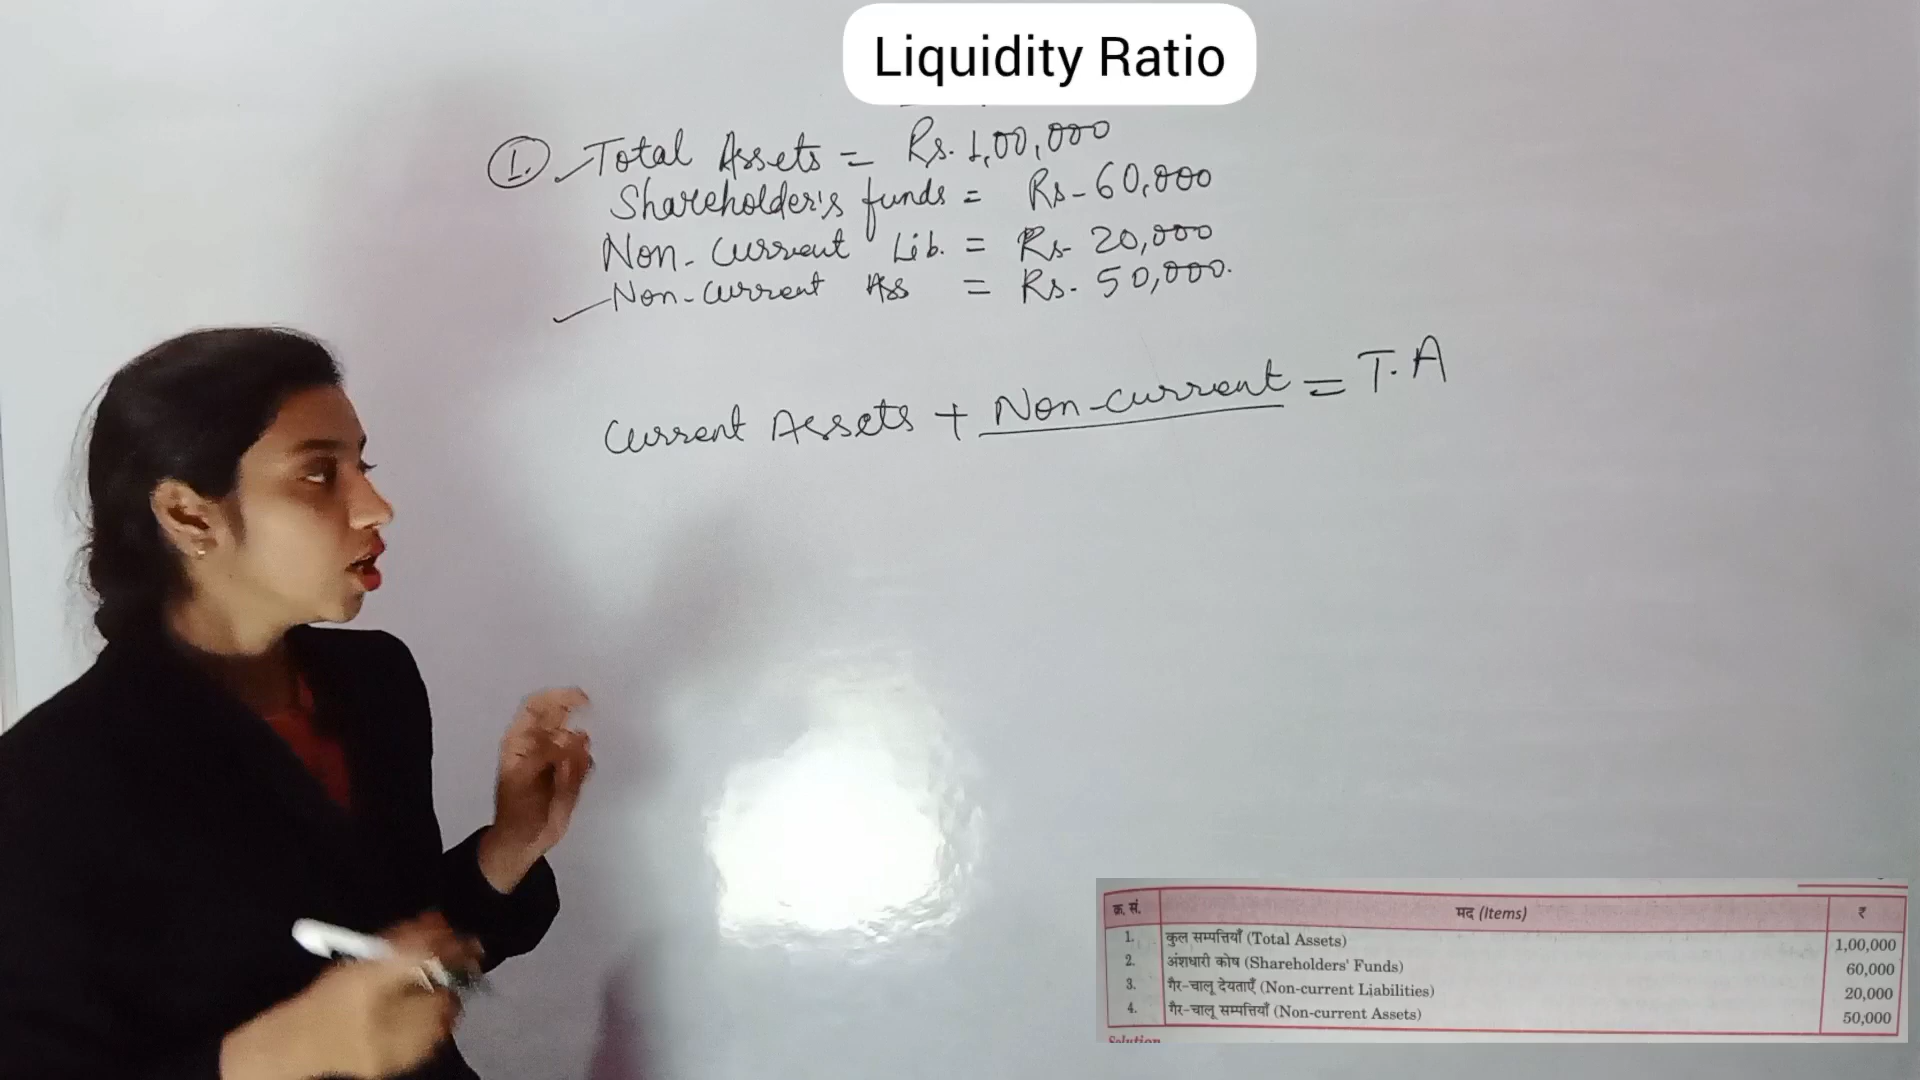 Liquidity Ratio
1. Total Assets = Rs. 1,00,000
Shareholder's funds = Rs- 60,000
Non-Current Lib. = Rs- 20,000
Non-Current Ass = Rs. 50,000.
Current Assets + Non-Current = T.A
क्र. सं. मद (Items) ₹
1. कुल सम्पत्तियाँ (Total Assets) 1,00,000
2. अंशधारी कोष (Shareholders' Funds) 60,000
3. गैर-चालू देयताएँ (Non-current Liabilities) 20,000
4. गैर-चालू सम्पत्तियाँ (Non-current Assets) 50,000
Solution